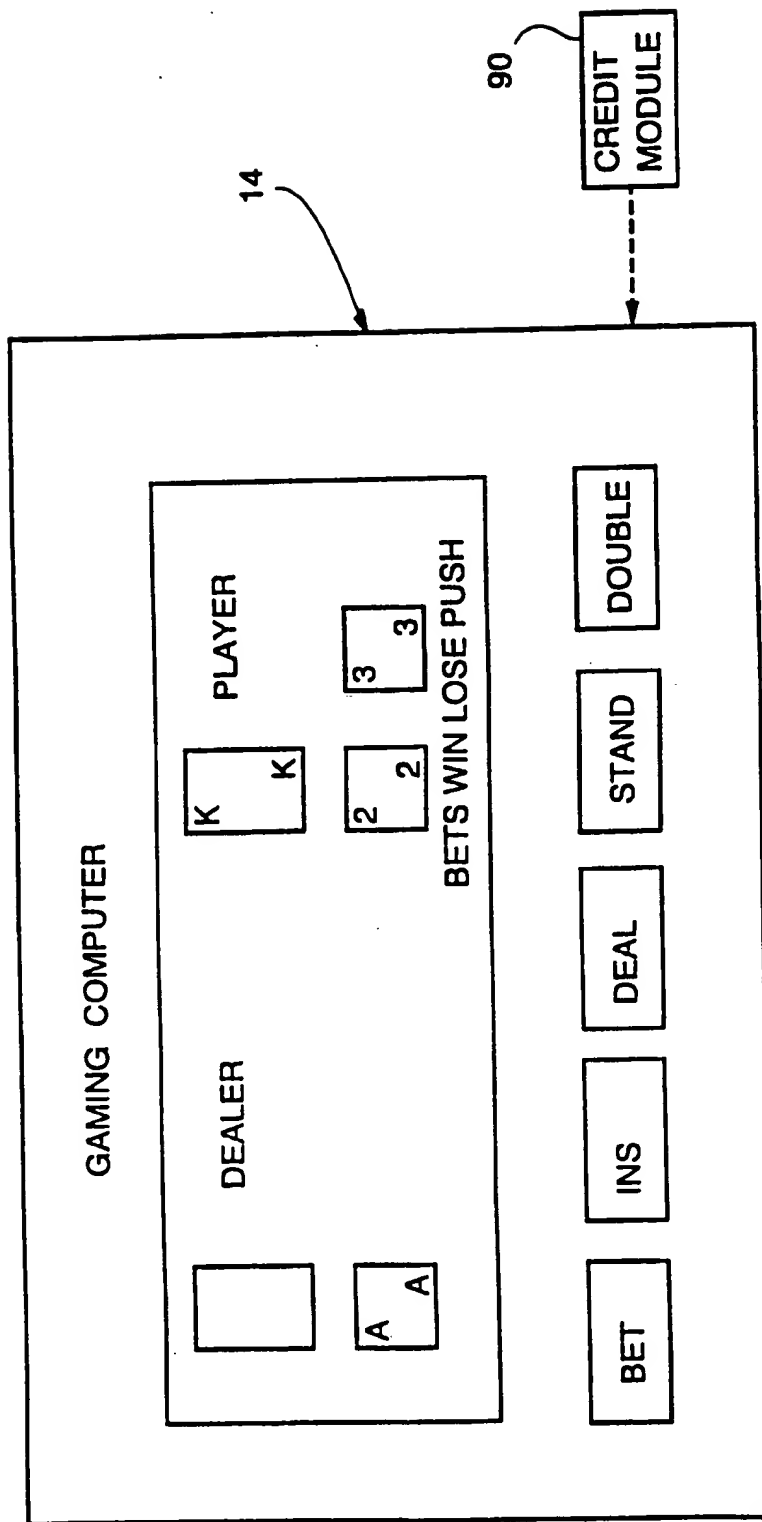 GAMING COMPUTER
14
90
CREDIT
MODULE
DEALER
PLAYER
A
A
K
K
2
2
3
3
BETS WIN LOSE PUSH
BET
INS
DEAL
STAND
DOUBLE